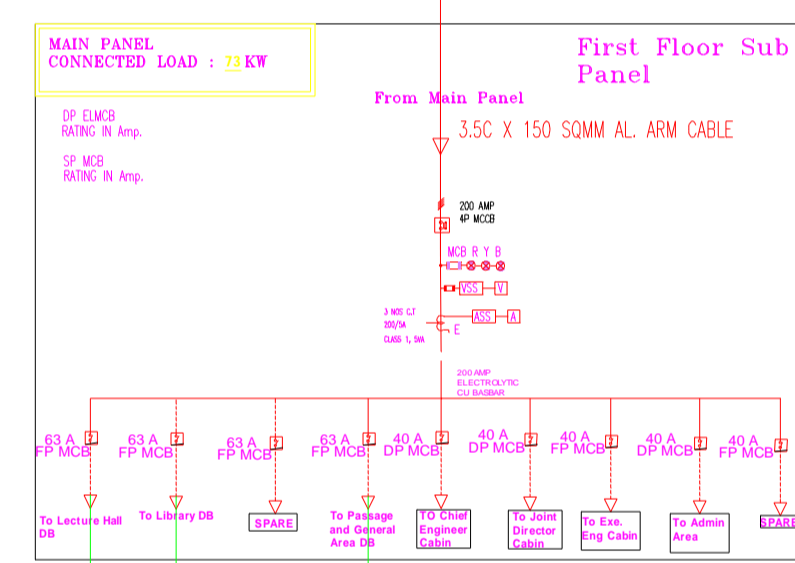 MAIN PANEL
CONNECTED LOAD : 73 KW
First Floor Sub
Panel
From Main Panel
DP ELMCB
RATING IN Amp.
3.5C X 150 SQMM AL. ARM CABLE
SP MCB
RATING IN Amp.
200 AMP
4P MCCB
MCB R Y B
VSS V
3 NOS C.T
200/5A
CLASS 1, 5VA
ASS A
E
200 AMP
ELECTROLYTIC
CU BASBAR
63 A
FP MCB
63 A
FP MCB
63 A
FP MCB
63 A
FP MCB
40 A
DP MCB
40 A
DP MCB
40 A
FP MCB
40 A
DP MCB
40 A
FP MCB
To Lecture Hall
DB
To Library DB
SPARE
To Passage
and General
Area DB
TO Chief
Engineer
Cabin
To Joint
Director
Cabin
To Exe.
Eng Cabin
To Admin
Area
SPARE